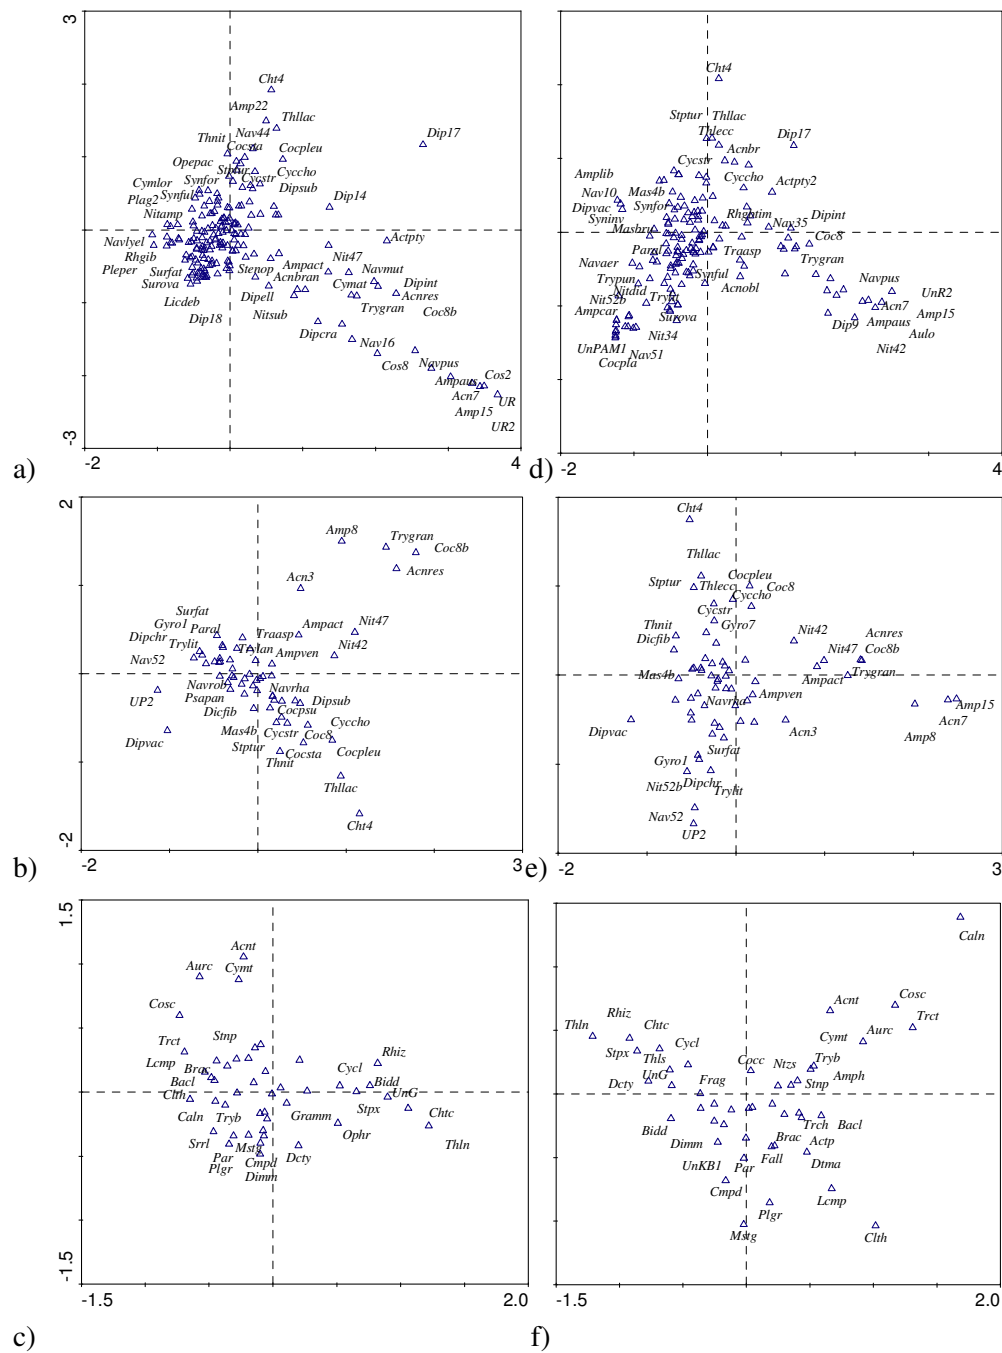 3
Cht4
Amp22
Thllac
Thnit
Nav44
Cocsta
Cocpleu
Dip17
Opepac
Stptur
Cyccho
Cymlor
Synfor
Cycstr
Dipsub
Plag2
Synful
Dip14
Nitamp
Navlyel
Actpty
Rhgib
Nit47
Pleper
Surfat
Stenop
Ampact
Navmut
Surova
Acnbran
Cymat
Dipint
Licdeb
Dipell
Acnres
Trygran
Dip18
Nitsub
Coc8b
Dipcra
Nav16
Cos8
Navpus
Cos2
Ampaus
Acn7
UR
Amp15
UR2
-3
a)
-2
4
Cht4
Stptur
Thllac
Thlecc
Dip17
Acnbr
Cycstr
Cyccho
Amplib
Actpty2
Nav10
Mas4b
Dipvac
Synfor
Syniny
Rhgbtim
Dipint
Masbru
Nav35
Coc8
Paral
Traasp
Navaer
Trygran
Trypun
Synful
Navpus
Nitdid
Acnobl
UnR2
Nit52b
Trylit
Acn7
Ampcar
Surova
Amp15
Dip9
Ampaus
Nit34
Aulo
UnPAM1
Nav51
Nit42
Cocpla
d)
-2
4
2
Amp8
Trygran
Coc8b
Acnres
Acn3
Surfat
Gyro1
Paral
Traasp
Ampact
Nit47
Dipchr
Trylit
Nit42
Nav52
Trylan
Ampven
Navrob
Navrha
UP2
Psapan
Dipsub
Dicfib
Cocpsu
Cyccho
Mas4b
Cycstr
Coc8
Dipvac
Stptur
Cocsta
Cocpleu
Thnit
Thllac
Cht4
-2
b)
-2
3
Cht4
Thllac
Stptur
Thlecc
Cocpleu
Coc8
Cyccho
Cycstr
Thnit
Gyro7
Nit42
Dicfib
Acnres
Nit47
Coc8b
Mas4b
Trygran
Ampact
Navrha
Ampven
Amp15
Dipvac
Acn3
Acn7
Surfat
Amp8
Gyro1
Nit52b
Dipchr
Trylit
Nav52
UP2
e)
-2
3
1.5
Acnt
Aurc
Cymt
Cosc
Stnp
Trct
Rhiz
Lcmp
Brac
Cycl
Bacl
Bidd
Clth
UnG
Caln
Gramm
Stpx
Tryb
Chtc
Srrl
Ophr
Mstg
Thln
Par
Dcty
Plgr
Cmpd
Dimm
-1.5
-1.5
2.0
c)
Caln
Acnt
Cosc
Thln
Rhiz
Chtc
Trct
Stpx
Cycl
Cymt
Aurc
Thls
Cocc
Ntzs
Tryb
Dcty
UnG
Amph
Frag
Stnp
Bidd
Trch
Bacl
Dimm
Brac
Actp
UnKB1
Par
Fall
Dtma
Cmpd
Lcmp
Plgr
Mstg
Clth
-1.5
2.0
f)